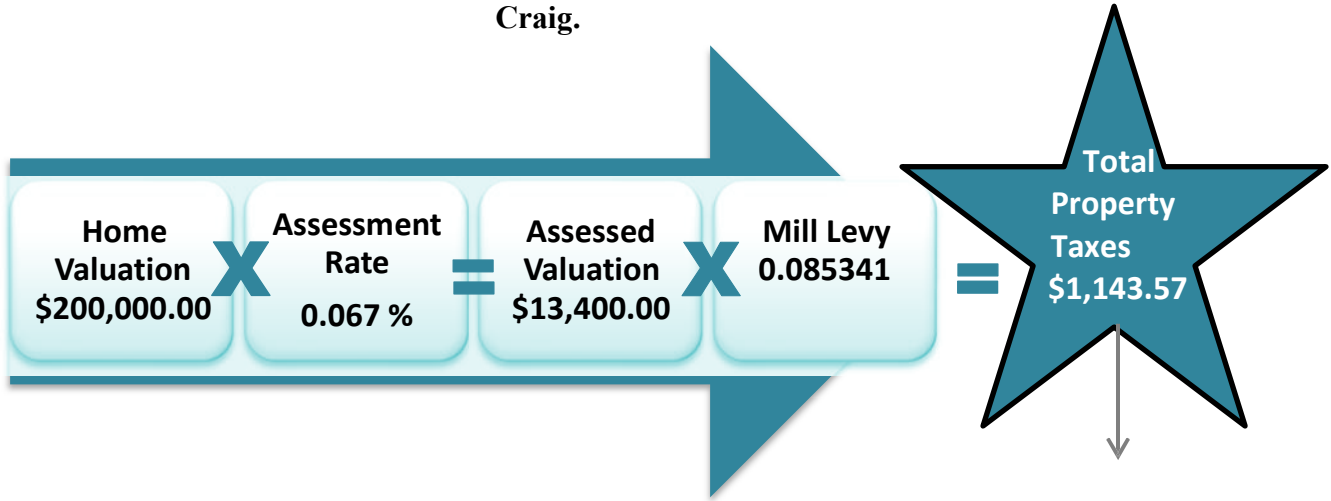 Craig.
Home
Valuation
$200,000.00
X
Assessment
Rate
0.067 %
=
Assessed
Valuation
$13,400.00
X
Mill Levy
0.085341
=
Total
Property
Taxes
$1,143.57